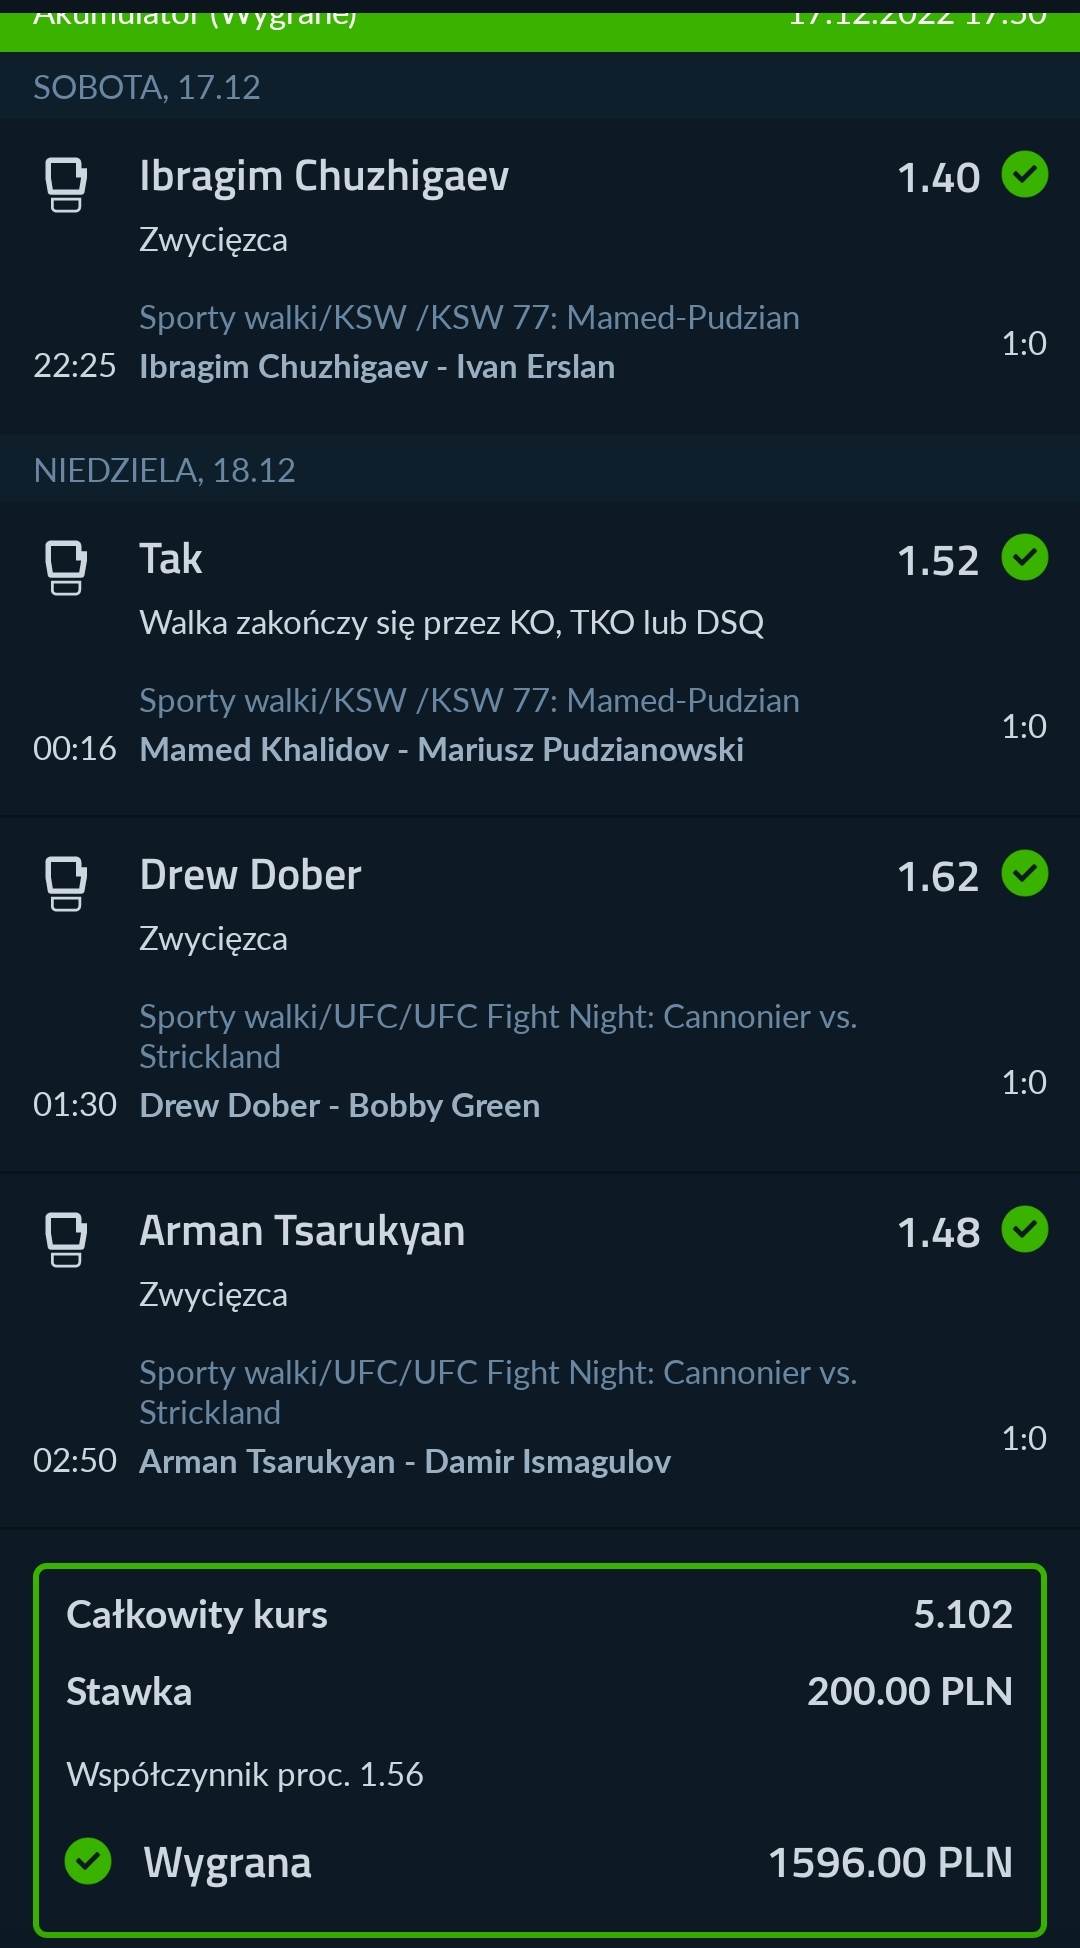 Akumulator (Wygrane) 17.12.2022 17:50
SOBOTA, 17.12
Ibragim Chuzhigaev 1.40
Zwycięzca
Sporty walki/KSW /KSW 77: Mamed-Pudzian
22:25 Ibragim Chuzhigaev - Ivan Erslan 1:0
NIEDZIELA, 18.12
Tak 1.52
Walka zakończy się przez KO, TKO lub DSQ
Sporty walki/KSW /KSW 77: Mamed-Pudzian
00:16 Mamed Khalidov - Mariusz Pudzianowski 1:0
Drew Dober 1.62
Zwycięzca
Sporty walki/UFC/UFC Fight Night: Cannonier vs.
Strickland
01:30 Drew Dober - Bobby Green 1:0
Arman Tsarukyan 1.48
Zwycięzca
Sporty walki/UFC/UFC Fight Night: Cannonier vs.
Strickland
02:50 Arman Tsarukyan - Damir Ismagulov 1:0
Całkowity kurs 5.102
Stawka 200.00 PLN
Współczynnik proc. 1.56
Wygrana 1596.00 PLN